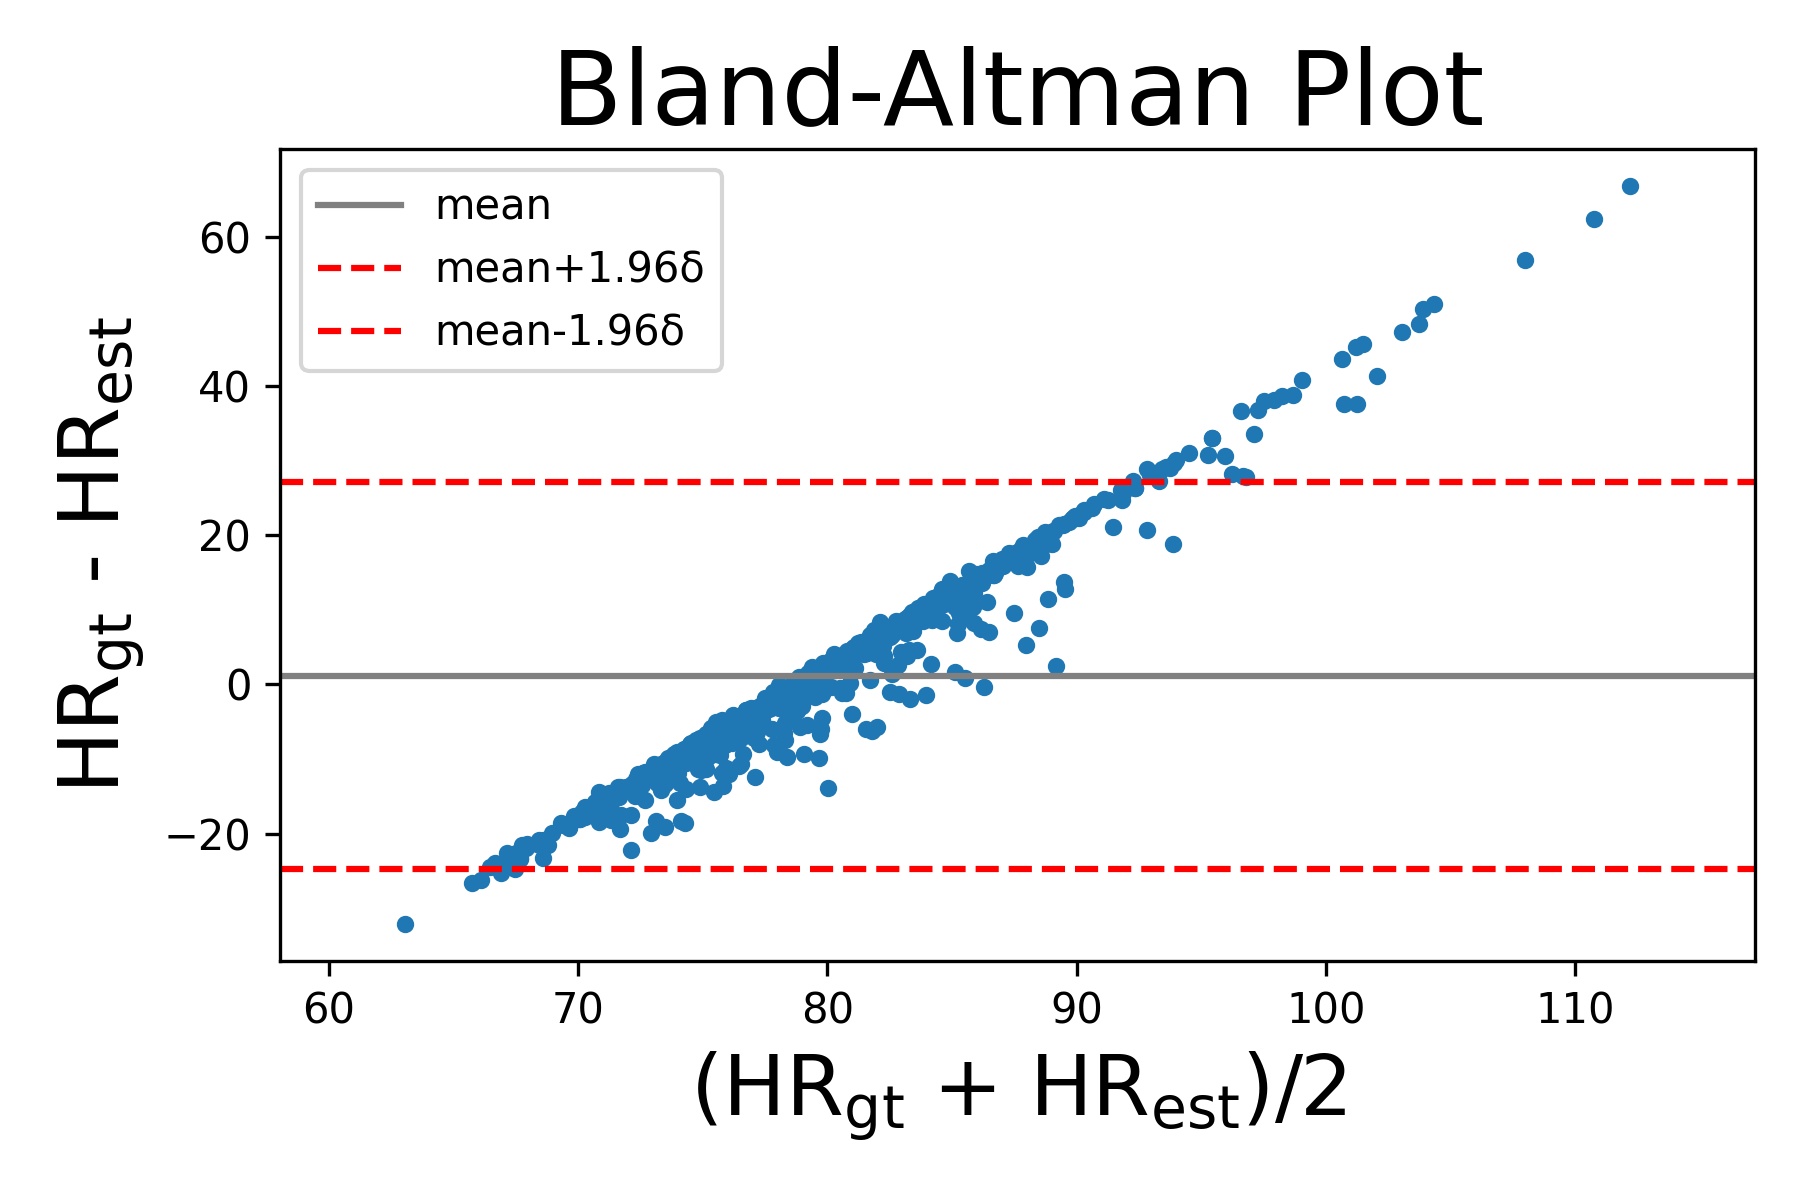 Bland-Altman Plot
mean
mean+1.96δ
mean-1.96δ
HRgt - HRest
60
40
20
0
−20
60 70 80 90 100 110
(HRgt + HRest)/2